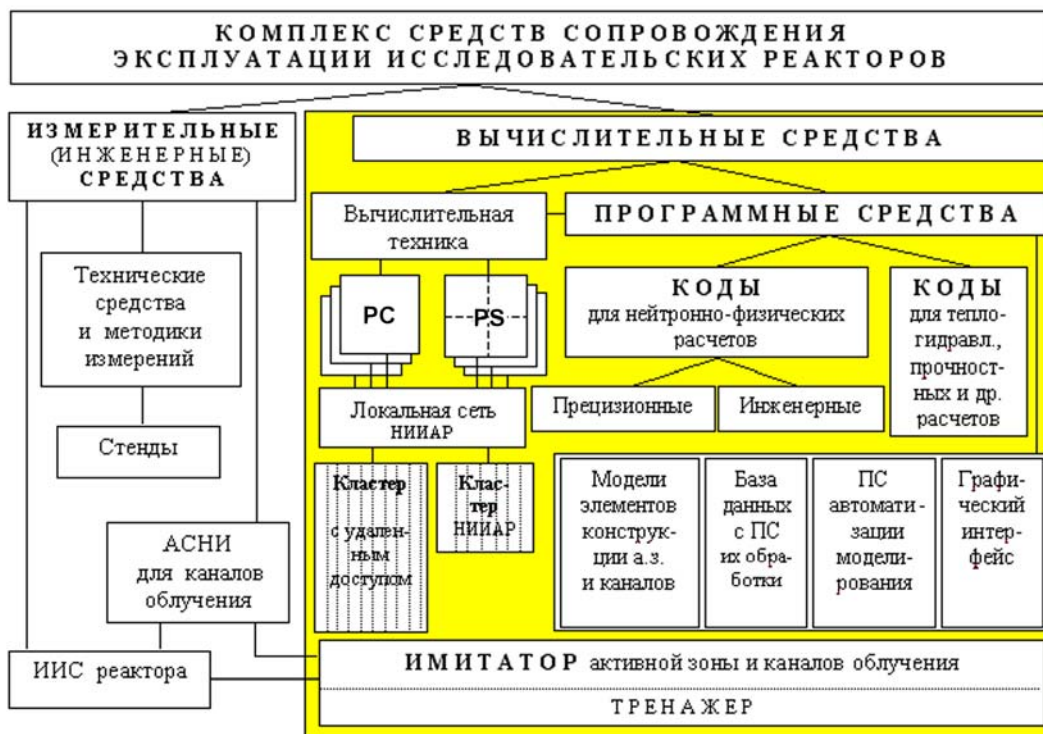 КОМПЛЕКС СРЕДСТВ СОПРОВОЖДЕНИЯ
ЭКСПЛУАТАЦИИ ИССЛЕДОВАТЕЛЬСКИХ РЕАКТОРОВ
ИЗМЕРИТЕЛЬНЫЕ
(ИНЖЕНЕРНЫЕ)
СРЕДСТВА
ВЫЧИСЛИТЕЛЬНЫЕ СРЕДСТВА
Вычислительная
техника
ПРОГРАММНЫЕ СРЕДСТВА
Технические
средства
и методики
измерений
PC
PS
КОДЫ
для нейтронно-физических
расчетов
КОДЫ
для тепло-
гидравл.,
прочност-
ных и др.
расчетов
Прецизионные
Инженерные
Локальная сеть
НИИАР
Стенды
Кластер
с удален-
ным
доступом
Клас-
тер
НИИАР
Модели
элементов
конструк-
ции а.з.
и каналов
База
данных
с ПС
их обра-
ботки
ПС
автомати-
зации
модели-
рования
Графи-
ческий
интер-
фейс
АСНИ
для каналов
облучения
ИИС реактора
ИМИТАТОР активной зоны и каналов облучения
ТРЕНАЖЕР